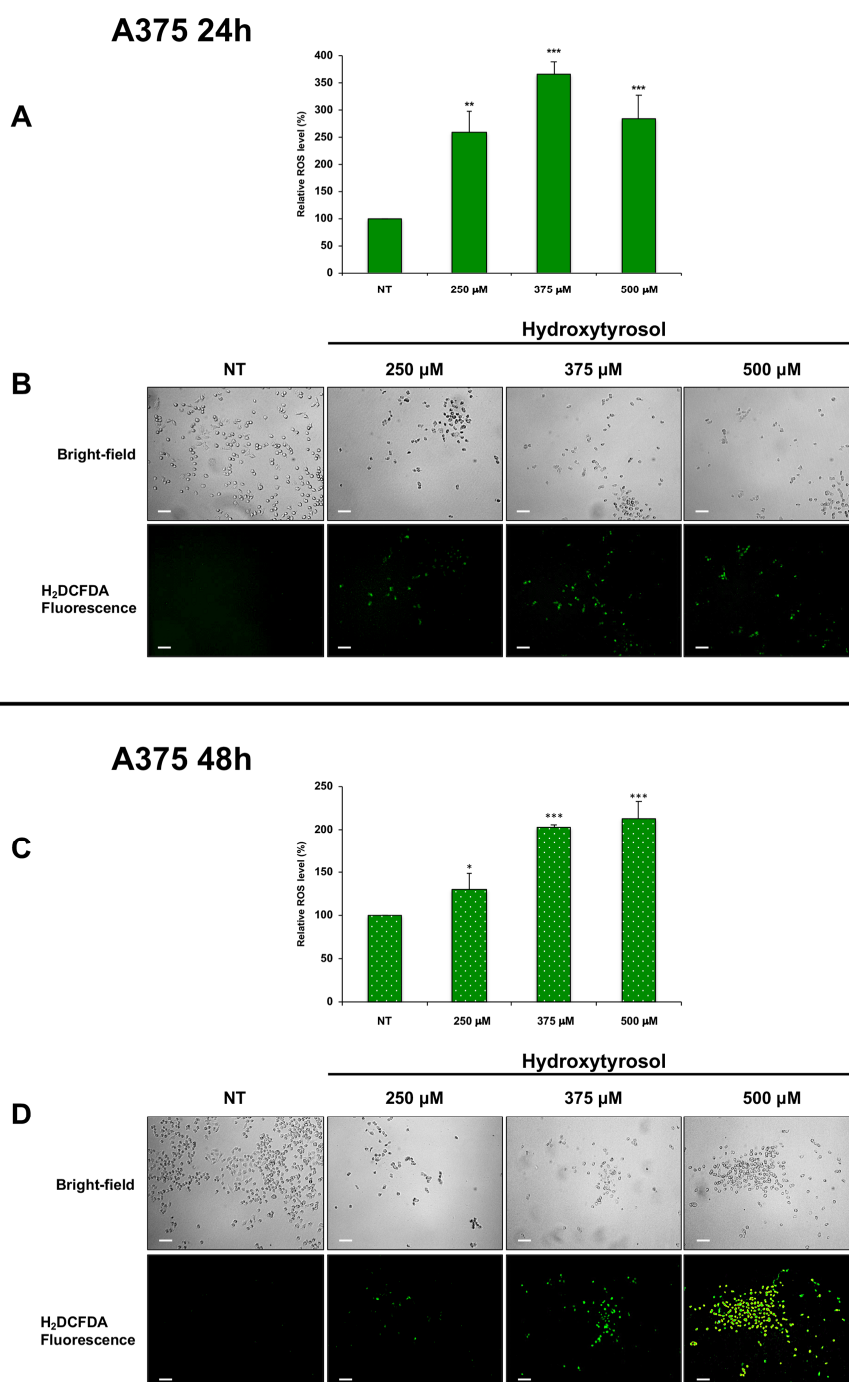 A375 24h
A
Relative ROS level (%)
400
350
300
250
200
150
100
50
0
**
***
***
NT
250 µM
375 µM
500 µM
Hydroxytyrosol
B
NT
250 µM
375 µM
500 µM
Bright-field
H₂DCFDA
Fluorescence
A375 48h
C
Relative ROS level (%)
250
200
150
100
50
0
*
***
***
NT
250 µM
375 µM
500 µM
Hydroxytyrosol
D
NT
250 µM
375 µM
500 µM
Bright-field
H₂DCFDA
Fluorescence